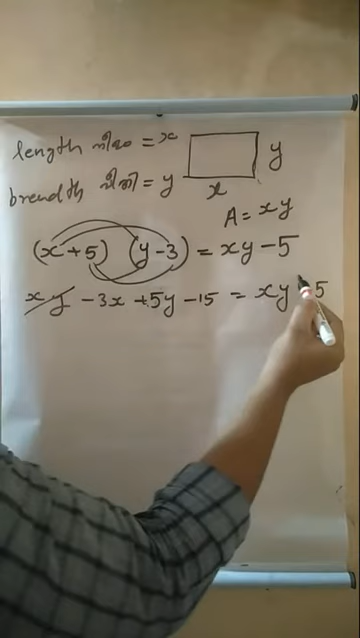 length നീളം = x
breadth വീതി = y
y
x
A = xy
(x + 5) (y - 3) = xy - 5
xy - 3x + 5y - 15 = xy - 5